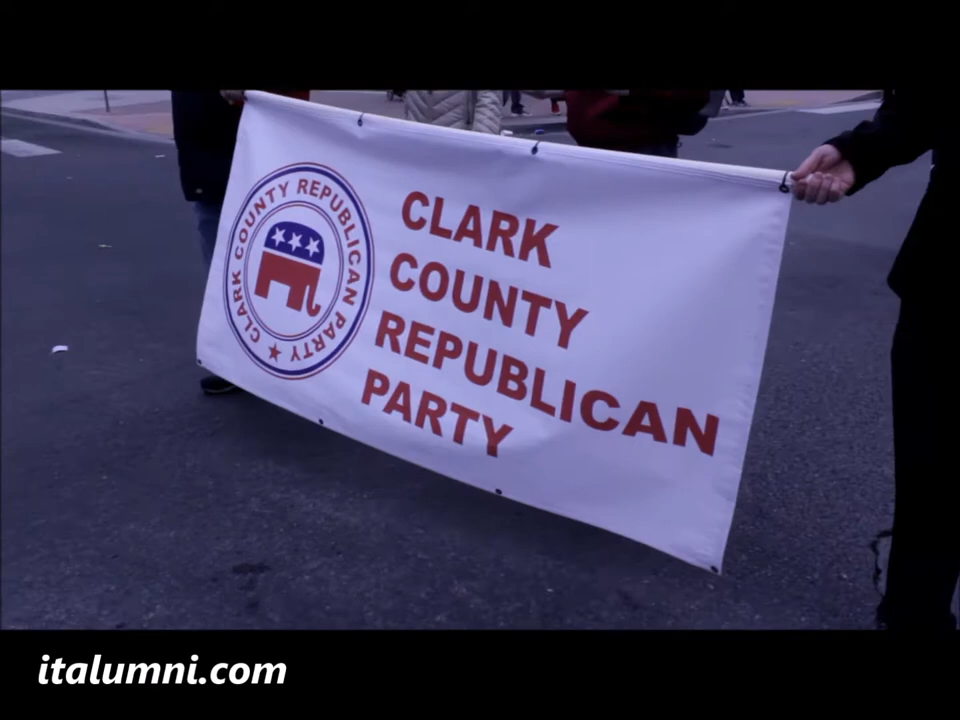 CLARK COUNTY REPUBLICAN PARTY
CLARK
COUNTY
REPUBLICAN
PARTY
italumni.com